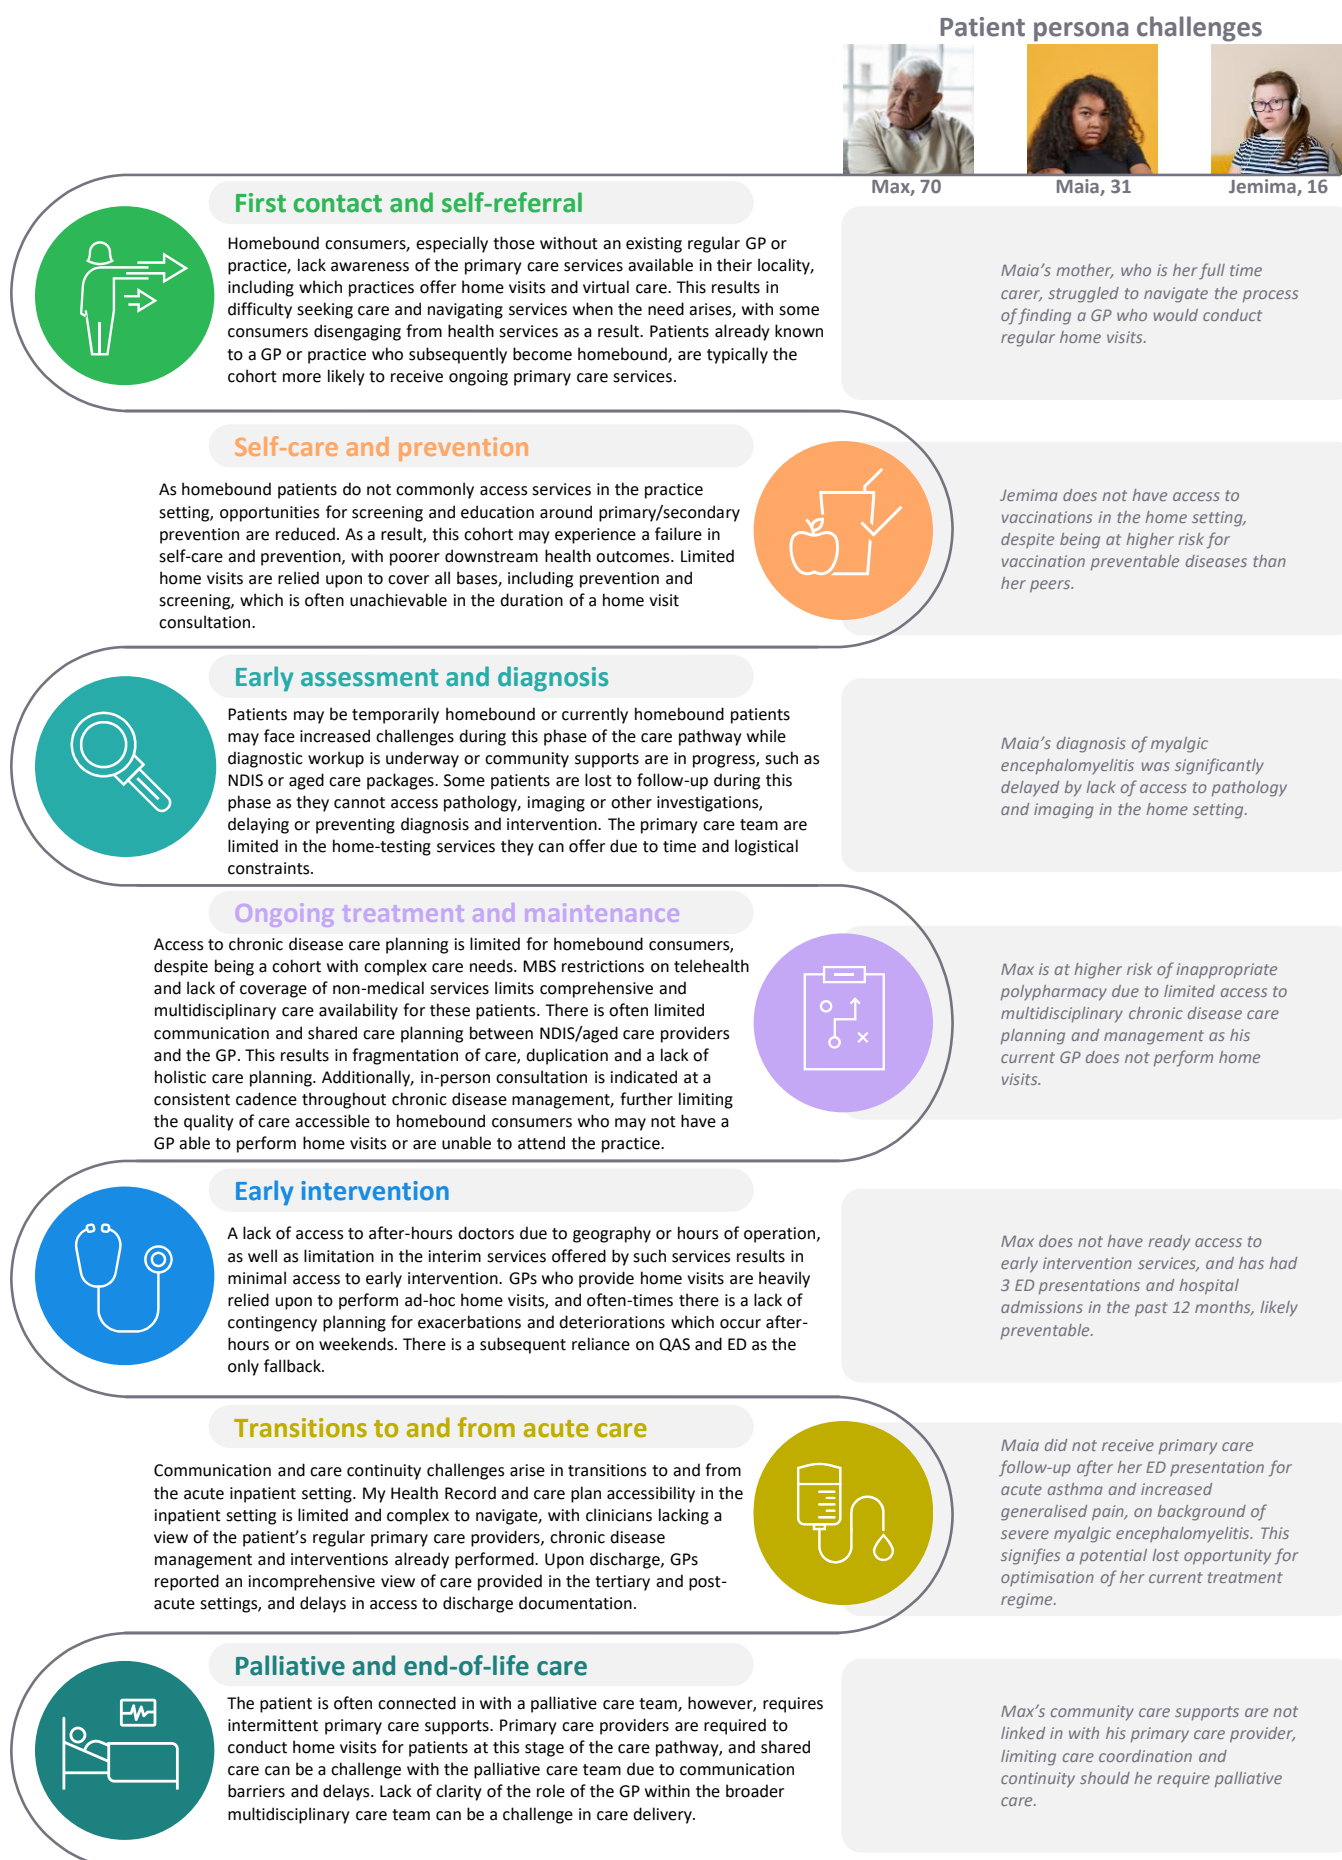 Patient persona challenges
Max, 70
Maia, 31
Jemima, 16
First contact and self-referral
Homebound consumers, especially those without an existing regular GP or
practice, lack awareness of the primary care services available in their locality,
including which practices offer home visits and virtual care. This results in
difficulty seeking care and navigating services when the need arises, with some
consumers disengaging from health services as a result. Patients already known
to a GP or practice who subsequently become homebound, are typically the
cohort more likely to receive ongoing primary care services.
Maia's mother, who is her full time
carer, struggled to navigate the process
of finding a GP who would conduct
regular home visits.
Self-care and prevention
As homebound patients do not commonly access services in the practice
setting, opportunities for screening and education around primary/secondary
prevention are reduced. As a result, this cohort may experience a failure in
self-care and prevention, with poorer downstream health outcomes. Limited
home visits are relied upon to cover all bases, including prevention and
screening, which is often unachievable in the duration of a home visit
consultation.
Jemima does not have access to
vaccinations in the home setting,
despite being at higher risk for
vaccination preventable diseases than
her peers.
Early assessment and diagnosis
Patients may be temporarily homebound or currently homebound patients
may face increased challenges during this phase of the care pathway while
diagnostic workup is underway or community supports are in progress, such as
NDIS or aged care packages. Some patients are lost to follow-up during this
phase as they cannot access pathology, imaging or other investigations,
delaying or preventing diagnosis and intervention. The primary care team are
limited in the home-testing services they can offer due to time and logistical
constraints.
Maia's diagnosis of myalgic
encephalomyelitis was significantly
delayed by lack of access to pathology
and imaging in the home setting.
Ongoing treatment and maintenance
Access to chronic disease care planning is limited for homebound consumers,
despite being a cohort with complex care needs. MBS restrictions on telehealth
and lack of coverage of non-medical services limits comprehensive and
multidisciplinary care availability for these patients. There is often limited
communication and shared care planning between NDIS/aged care providers
and the GP. This results in fragmentation of care, duplication and a lack of
holistic care planning. Additionally, in-person consultation is indicated at a
consistent cadence throughout chronic disease management, further limiting
the quality of care accessible to homebound consumers who may not have a
GP able to perform home visits or are unable to attend the practice.
Max is at higher risk of inappropriate
polypharmacy due to limited access to
multidisciplinary chronic disease care
planning and management as his
current GP does not perform home
visits.
Early intervention
A lack of access to after-hours doctors due to geography or hours of operation,
as well as limitation in the interim services offered by such services results in
minimal access to early intervention. GPs who provide home visits are heavily
relied upon to perform ad-hoc home visits, and often-times there is a lack of
contingency planning for exacerbations and deteriorations which occur after-
hours or on weekends. There is a subsequent reliance on QAS and ED as the
only fallback.
Max does not have ready access to
early intervention services, and has had
3 ED presentations and hospital
admissions in the past 12 months, likely
preventable.
Transitions to and from acute care
Communication and care continuity challenges arise in transitions to and from
the acute inpatient setting. My Health Record and care plan accessibility in the
inpatient setting is limited and complex to navigate, with clinicians lacking a
view of the patient's regular primary care providers, chronic disease
management and interventions already performed. Upon discharge, GPs
reported an incomprehensive view of care provided in the tertiary and post-
acute settings, and delays in access to discharge documentation.
Maia did not receive primary care
follow-up after her ED presentation for
acute asthma and increased
generalised pain, on background of
severe myalgic encephalomyelitis. This
signifies a potential lost opportunity for
optimisation of her current treatment
regime.
Palliative and end-of-life care
The patient is often connected in with a palliative care team, however, requires
intermittent primary care supports. Primary care providers are required to
conduct home visits for patients at this stage of the care pathway, and shared
care can be a challenge with the palliative care team due to communication
barriers and delays. Lack of clarity of the role of the GP within the broader
multidisciplinary care team can be a challenge in care delivery.
Max's community care supports are not
linked in with his primary care provider,
limiting care coordination and
continuity should he require palliative
care.